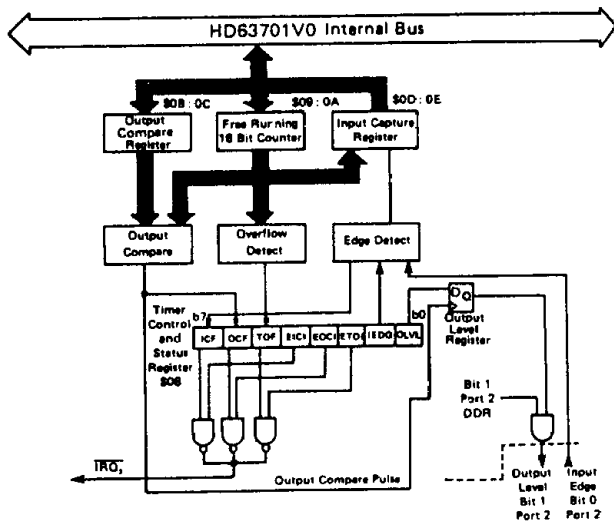 HD63701V0 Internal Bus
$0B : 0C
$09 : 0A
$0D : 0E
Output
Compare
Register
Free Running
16 Bit Counter
Input Capture
Register
Output
Compare
Overflow
Detect
Edge Detect
Timer
Control
and
Status
Register
$08
b7
b0
ICF
OCF
TOF
EICI
EOCI
ETOI
IEDG
OLVL
D
Q
Output
Level
Register
Bit 1
Port 2
DDR
IRQ₃
Output Compare Pulse
Output
Level
Bit 1
Port 2
Input
Edge
Bit 0
Port 2